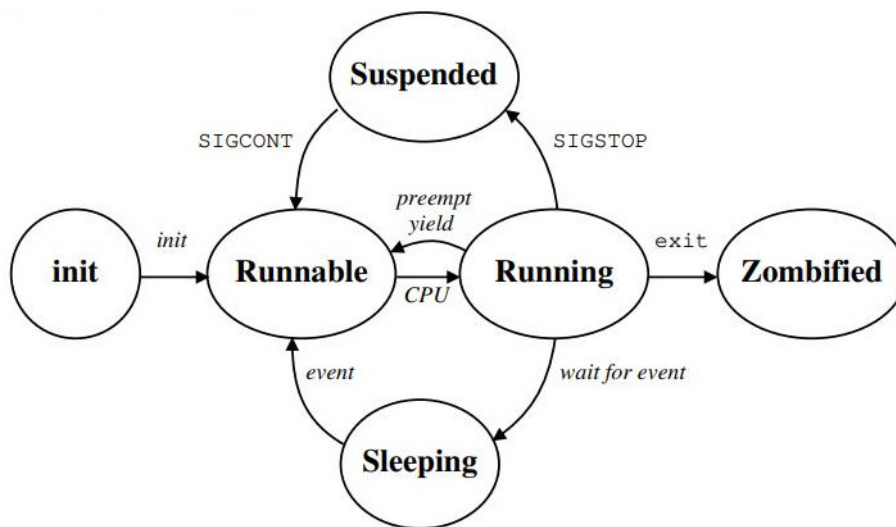 Suspended
SIGCONT
SIGSTOP
preempt
yield
init
exit
init
Runnable
Running
Zombified
CPU
event
wait for event
Sleeping